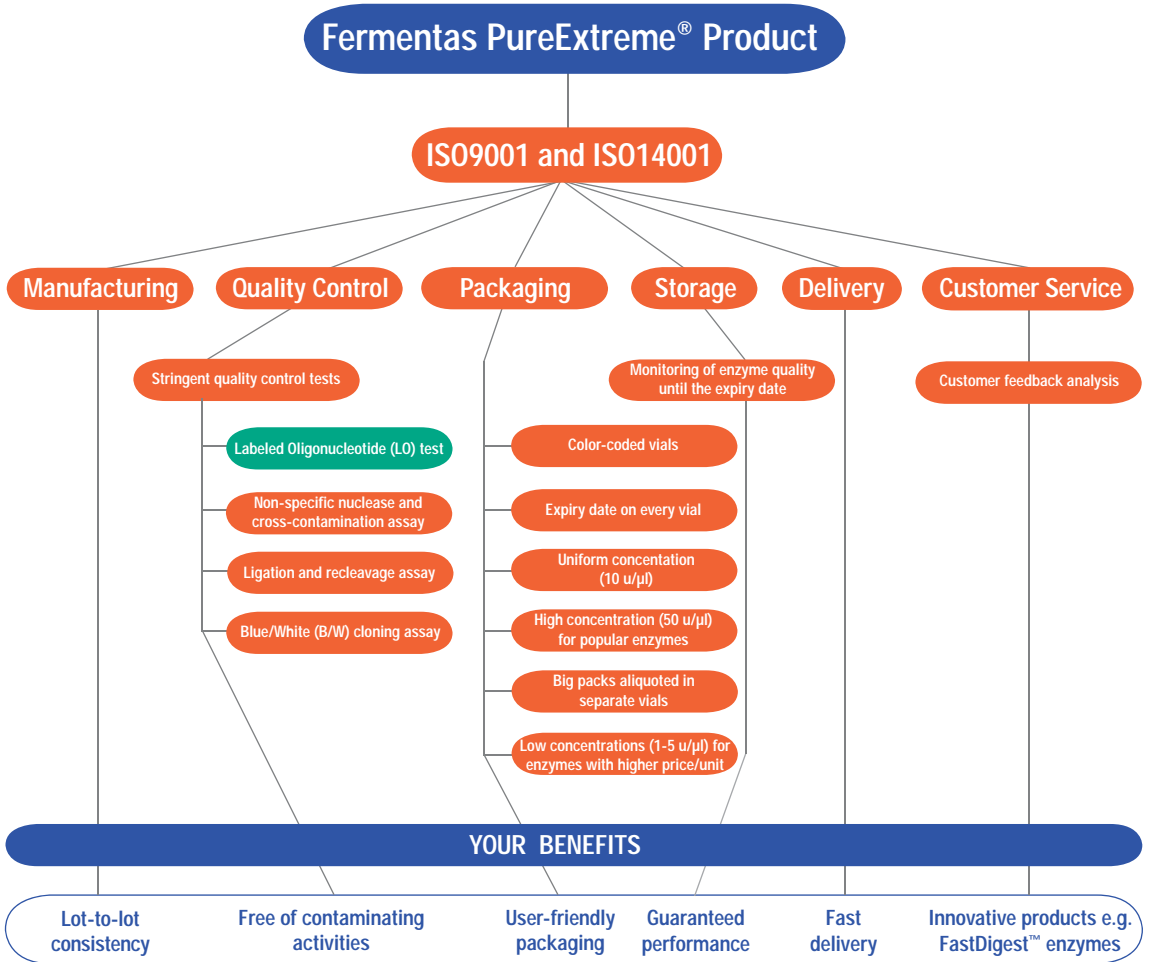 Fermentas PureExtreme® Product
ISO9001 and ISO14001
Manufacturing
Quality Control
Packaging
Storage
Delivery
Customer Service
Stringent quality control tests
Labeled Oligonucleotide (LO) test
Non-specific nuclease and
cross-contamination assay
Ligation and recleavage assay
Blue/White (B/W) cloning assay
Color-coded vials
Expiry date on every vial
Uniform concentation
(10 u/µl)
High concentration (50 u/µl)
for popular enzymes
Big packs aliquoted in
separate vials
Low concentrations (1-5 u/µl) for
enzymes with higher price/unit
Monitoring of enzyme quality
until the expiry date
Customer feedback analysis
YOUR BENEFITS
Lot-to-lot
consistency
Free of contaminating
activities
User-friendly
packaging
Guaranteed
performance
Fast
delivery
Innovative products e.g.
FastDigest™ enzymes